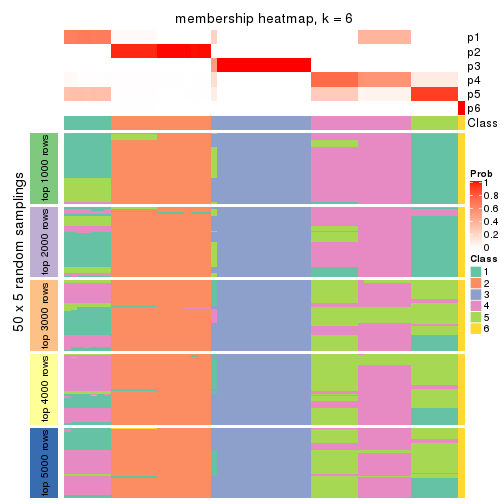 membership heatmap, k = 6
p1
p2
p3
p4
p5
p6
Class
50 x 5 random samplings
top 1000 rows
top 2000 rows
top 3000 rows
top 4000 rows
top 5000 rows
Prob
1
0.8
0.6
0.4
0.2
0
Class
1
2
3
4
5
6